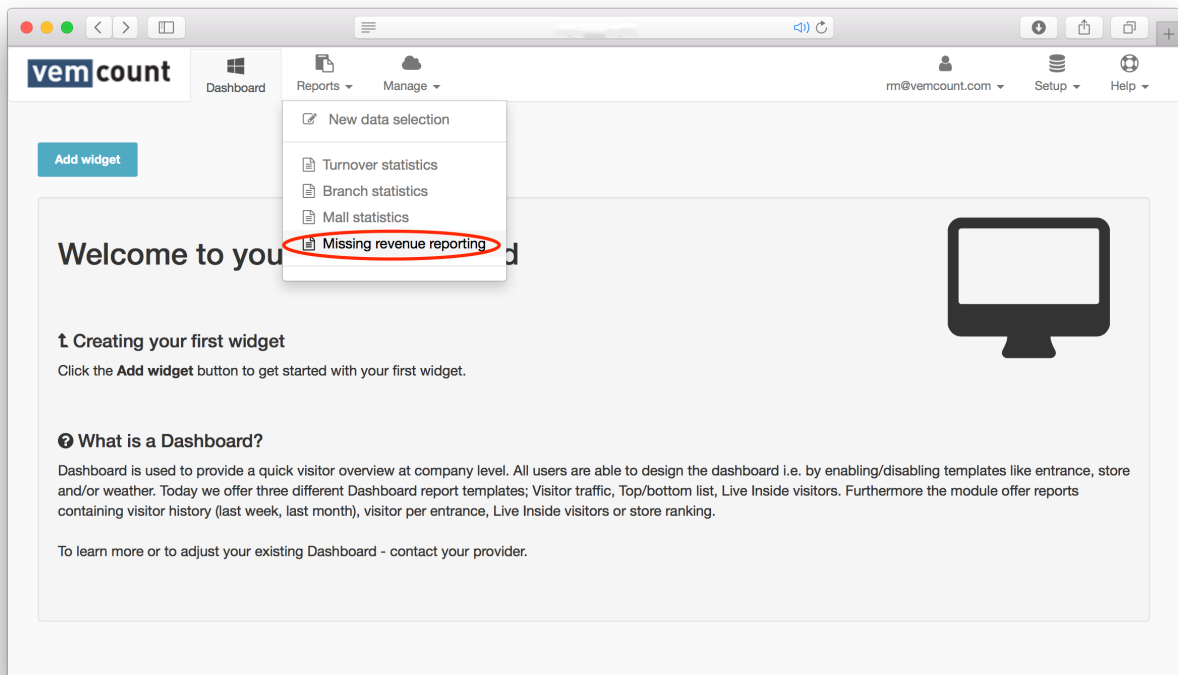 vemcount
Dashboard
Reports
Manage
rm@vemcount.com
Setup
Help
New data selection
Turnover statistics
Branch statistics
Mall statistics
Missing revenue reporting
Add widget
Welcome to you d
Creating your first widget
Click the Add widget button to get started with your first widget.
What is a Dashboard?
Dashboard is used to provide a quick visitor overview at company level. All users are able to design the dashboard i.e. by enabling/disabling templates like entrance, store
and/or weather. Today we offer three different Dashboard report templates; Visitor traffic, Top/bottom list, Live Inside visitors. Furthermore the module offer reports
containing visitor history (last week, last month), visitor per entrance, Live Inside visitors or store ranking.
To learn more or to adjust your existing Dashboard - contact your provider.